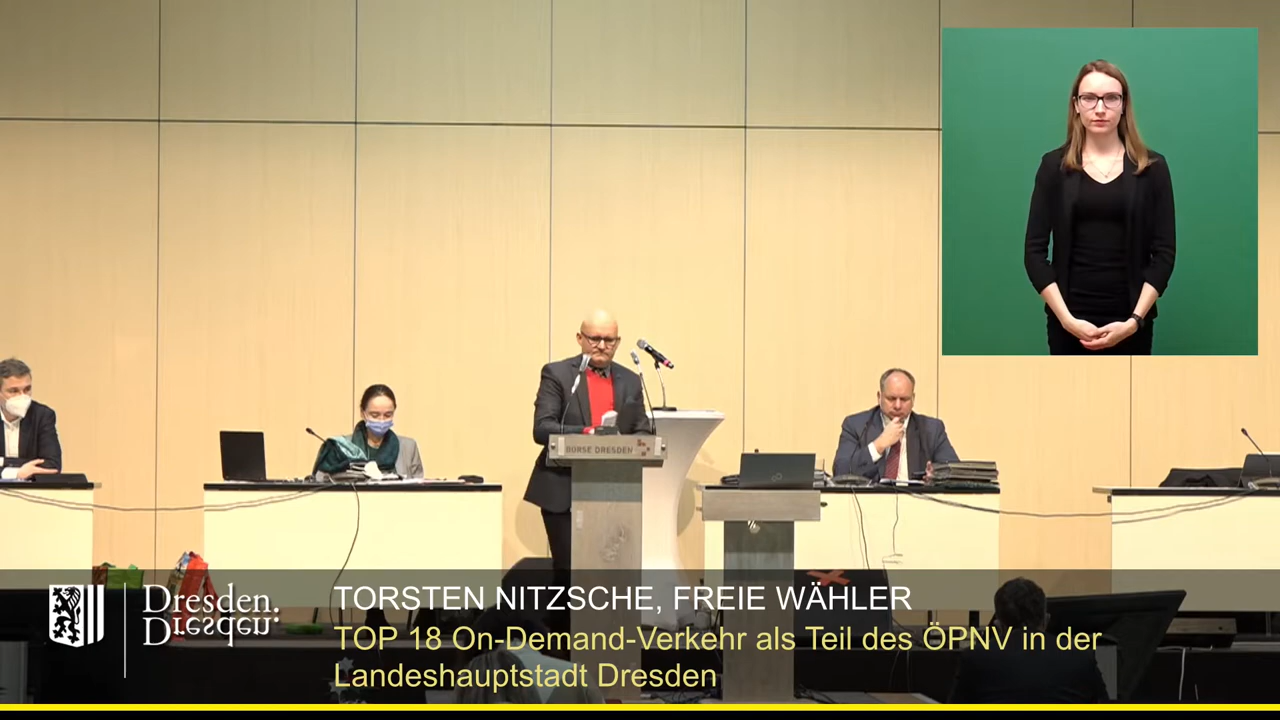 BÖRSE DRESDEN
Dresden.
Dresden.
TORSTEN NITZSCHE, FREIE WÄHLER
TOP 18 On-Demand-Verkehr als Teil des ÖPNV in der
Landeshauptstadt Dresden